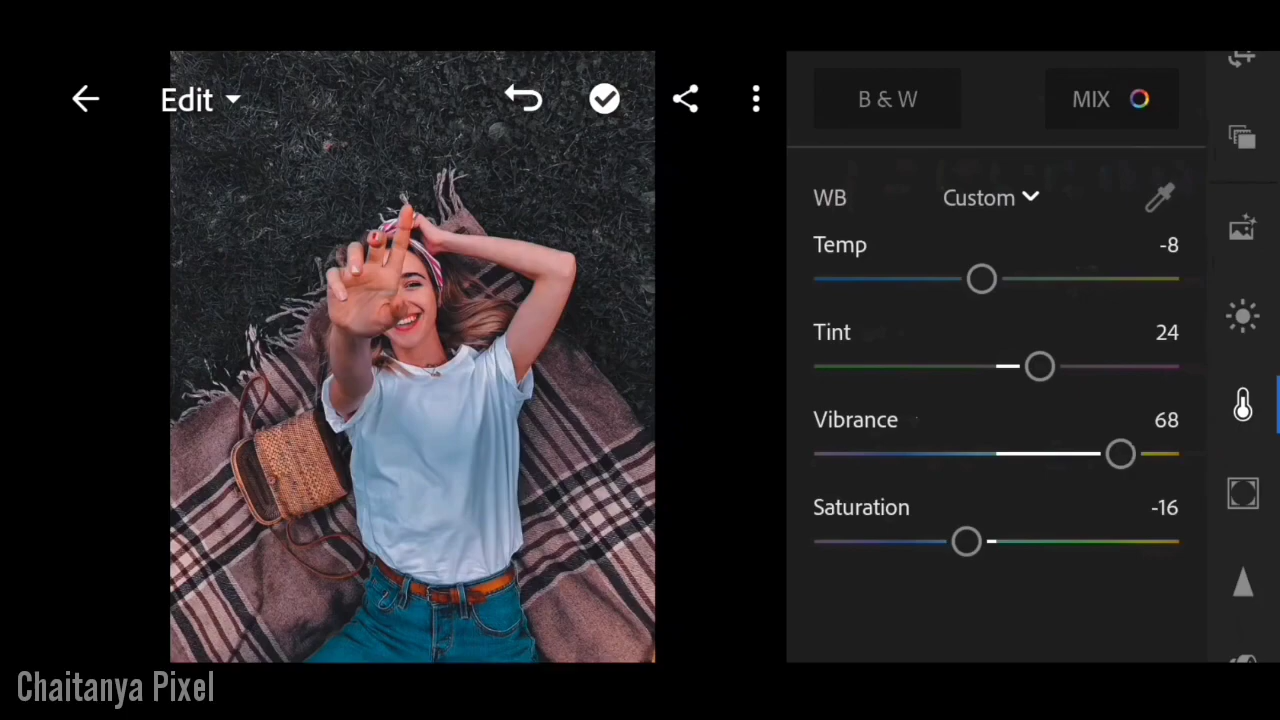 Edit
B & W
MIX
WB Custom
Temp -8
Tint 24
Vibrance 68
Saturation -16
Chaitanya Pixel